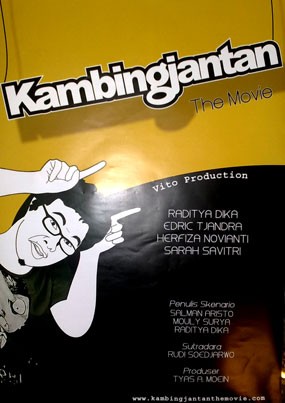 Kambingjantan
The Movie
Vito Production
RADITYA DIKA
EDRIC TJANDRA
HERFIZA NOVIANTI
SARAH SAVITRI
Penulis Skenario
SALMAN ARISTO
MOULY SURYA
RADITYA DIKA
Sutradara
RUDI SOEDJARWO
Produser
TYAS A. MOEIN
www.kambingjantanthemovie.com